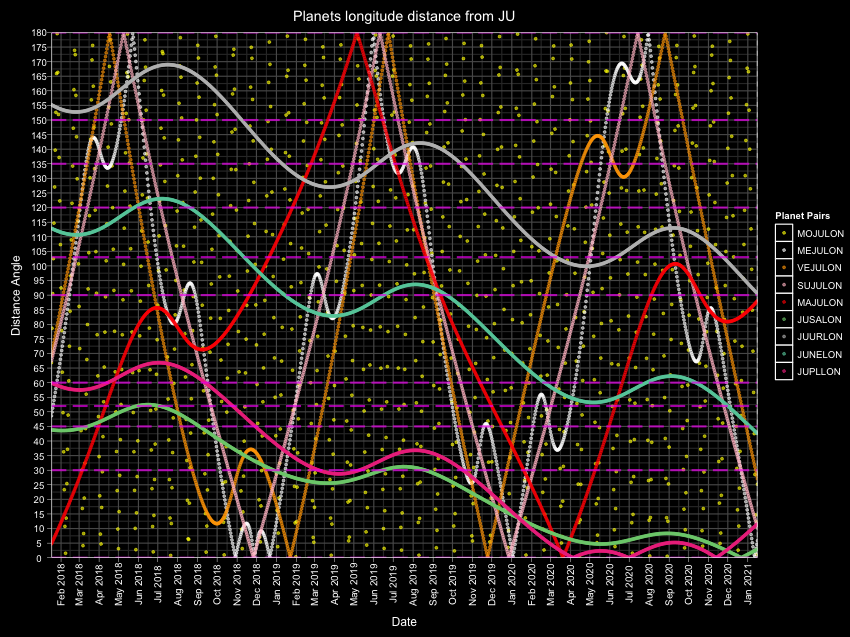 Planets longitude distance from JU
180
175
170
165
160
155
150
145
140
135
130
125
120
115
110
105
100
95
90
85
80
75
70
65
60
55
50
45
40
35
30
25
20
15
10
5
0
Distance Angle
Feb 2018
Mar 2018
Apr 2018
May 2018
Jun 2018
Jul 2018
Aug 2018
Sep 2018
Oct 2018
Nov 2018
Dec 2018
Jan 2019
Feb 2019
Mar 2019
Apr 2019
May 2019
Jun 2019
Jul 2019
Aug 2019
Sep 2019
Oct 2019
Nov 2019
Dec 2019
Jan 2020
Feb 2020
Mar 2020
Apr 2020
May 2020
Jun 2020
Jul 2020
Aug 2020
Sep 2020
Oct 2020
Nov 2020
Dec 2020
Jan 2021
Date
Planet Pairs
MOJULON
MEJULON
VEJULON
SUJULON
MAJULON
JUSALON
JUURLON
JUNELON
JUPLLON